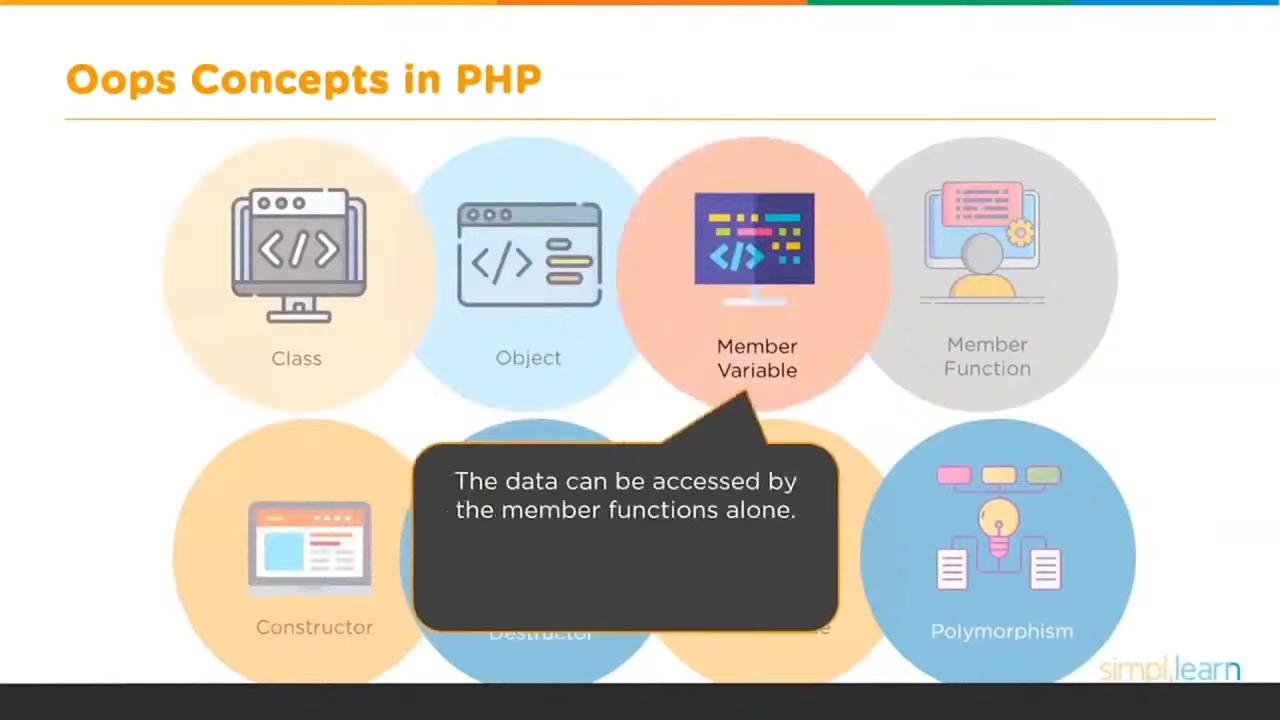 Oops Concepts in PHP
Class
Object
Member
Variable
Member
Function
The data can be accessed by
the member functions alone.
Constructor
Destructor
Polymorphism
simplilearn